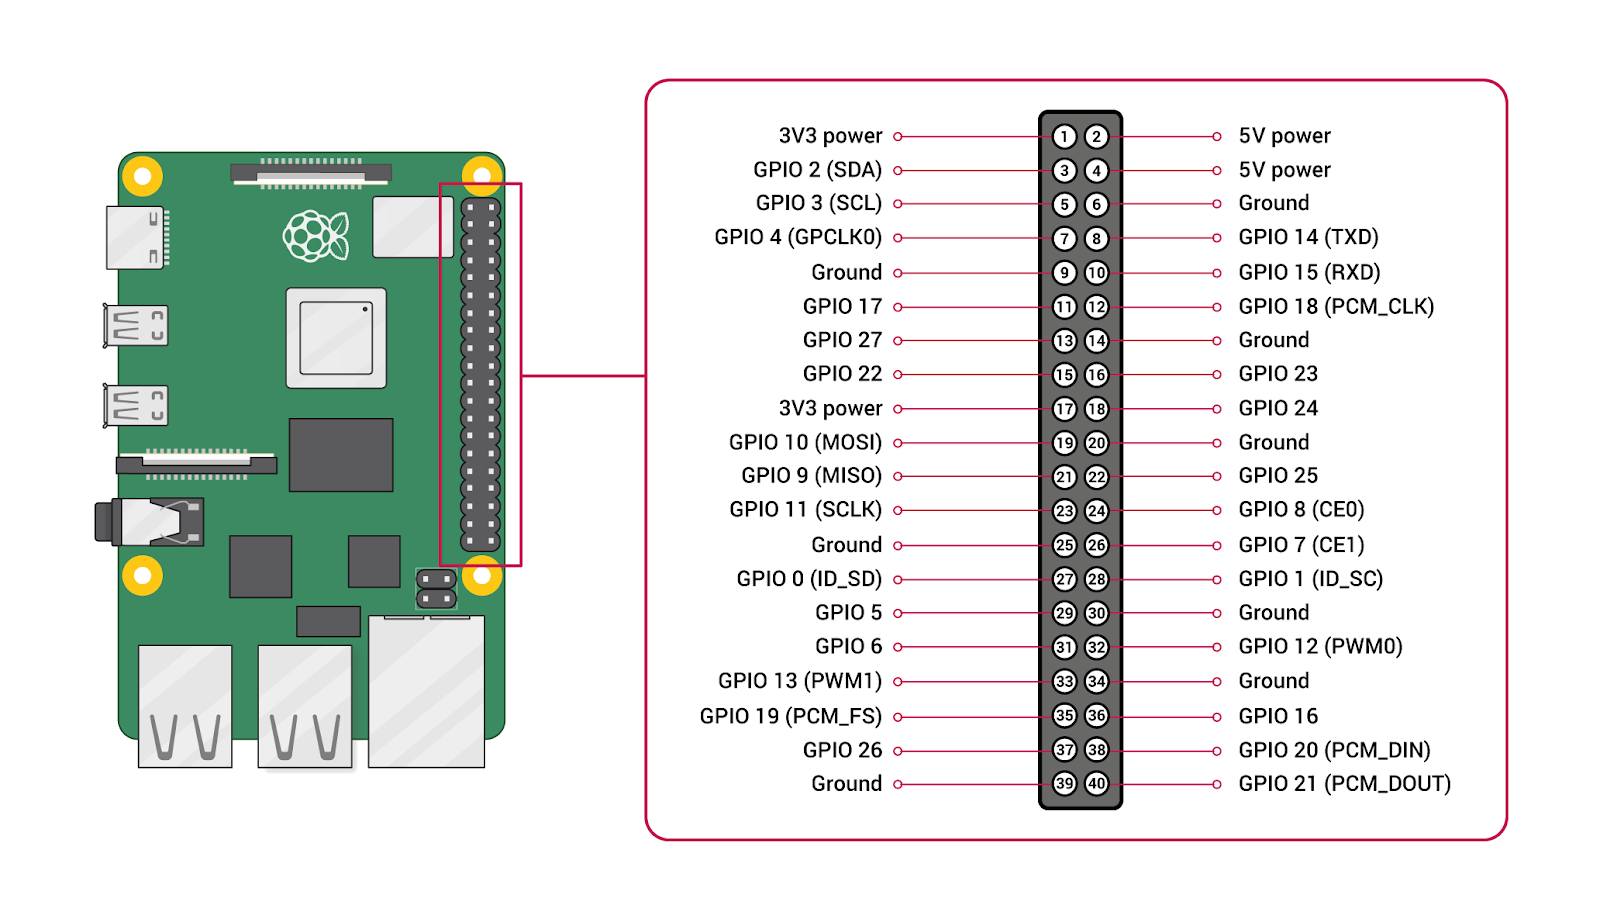 3V3 power 1 2 5V power
GPIO 2 (SDA) 3 4 5V power
GPIO 3 (SCL) 5 6 Ground
GPIO 4 (GPCLK0) 7 8 GPIO 14 (TXD)
Ground 9 10 GPIO 15 (RXD)
GPIO 17 11 12 GPIO 18 (PCM_CLK)
GPIO 27 13 14 Ground
GPIO 22 15 16 GPIO 23
3V3 power 17 18 GPIO 24
GPIO 10 (MOSI) 19 20 Ground
GPIO 9 (MISO) 21 22 GPIO 25
GPIO 11 (SCLK) 23 24 GPIO 8 (CE0)
Ground 25 26 GPIO 7 (CE1)
GPIO 0 (ID_SD) 27 28 GPIO 1 (ID_SC)
GPIO 5 29 30 Ground
GPIO 6 31 32 GPIO 12 (PWM0)
GPIO 13 (PWM1) 33 34 Ground
GPIO 19 (PCM_FS) 35 36 GPIO 16
GPIO 26 37 38 GPIO 20 (PCM_DIN)
Ground 39 40 GPIO 21 (PCM_DOUT)